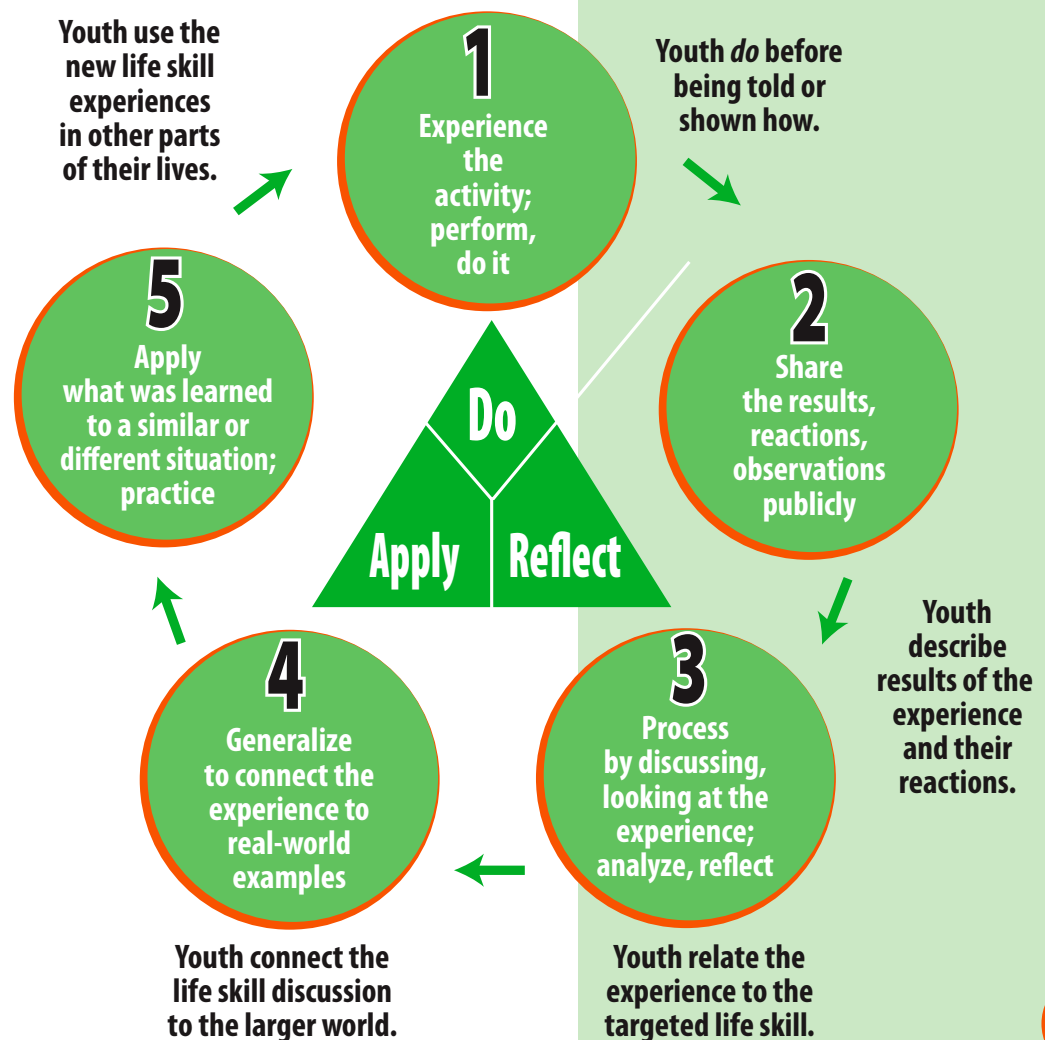 Youth use the
new life skill
experiences
in other parts
of their lives.
1
Experience
the
activity;
perform,
do it
Youth do before
being told or
shown how.
2
Share
the results,
reactions,
observations
publicly
Youth
describe
results of the
experience
and their
reactions.
3
Process
by discussing,
looking at the
experience;
analyze, reflect
Youth relate the
experience to the
targeted life skill.
4
Generalize
to connect the
experience to
real-world
examples
Youth connect the
life skill discussion
to the larger world.
5
Apply
what was learned
to a similar or
different situation;
practice
Do
Apply
Reflect